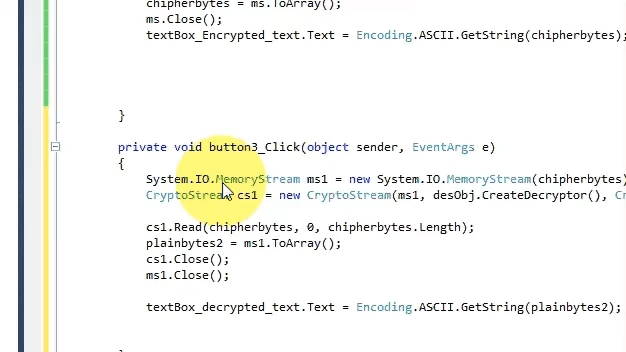 chipherbytes = ms.ToArray();
ms.Close();
textBox_Encrypted_text.Text = Encoding.ASCII.GetString(chipherbytes);
}
private void button3_Click(object sender, EventArgs e)
{
System.IO.MemoryStream ms1 = new System.IO.MemoryStream(chipherbytes)
CryptoStream cs1 = new CryptoStream(ms1, desObj.CreateDecryptor(), Cr
cs1.Read(chipherbytes, 0, chipherbytes.Length);
plainbytes2 = ms1.ToArray();
cs1.Close();
ms1.Close();
textBox_decrypted_text.Text = Encoding.ASCII.GetString(plainbytes2);